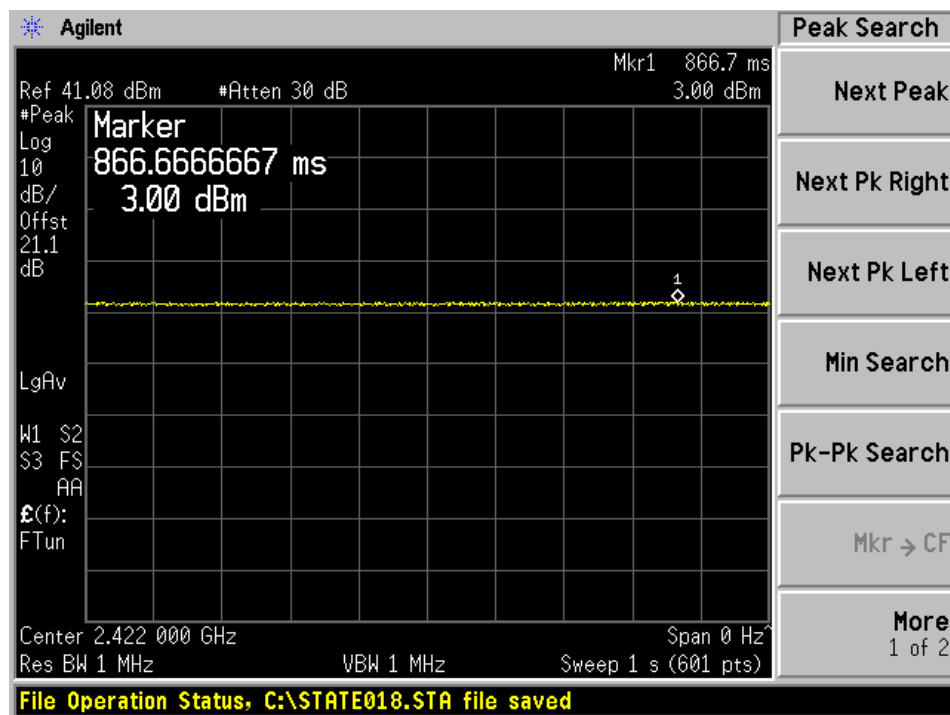 Agilent
Peak Search
Mkr1 866.7 ms
Ref 41.08 dBm #Atten 30 dB 3.00 dBm
#Peak
Log
10
dB/
Offst
21.1
dB
Marker
866.6666667 ms
3.00 dBm
1
LgAv
W1 S2
S3 FS
AA
£(f):
FTun
Center 2.422 000 GHz Span 0 Hz^
Res BW 1 MHz VBW 1 MHz Sweep 1 s (601 pts)
File Operation Status, C:\STATE018.STA file saved
Next Peak
Next Pk Right
Next Pk Left
Min Search
Pk-Pk Search
Mkr → CF
More
1 of 2